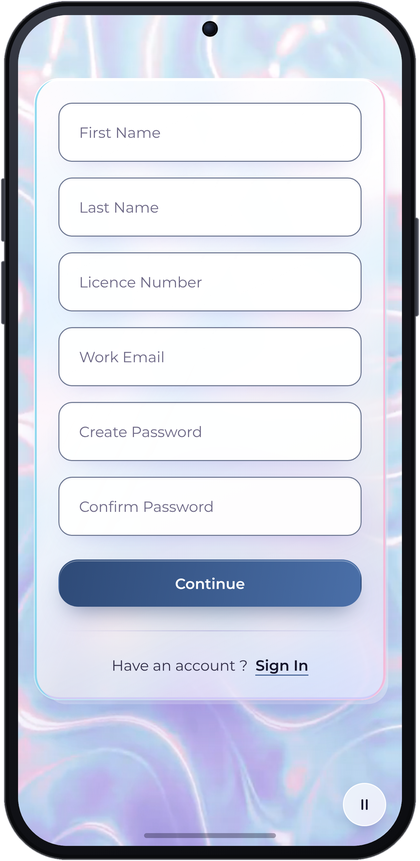 First Name
Last Name
Licence Number
Work Email
Create Password
Confirm Password
Continue
Have an account ? Sign In